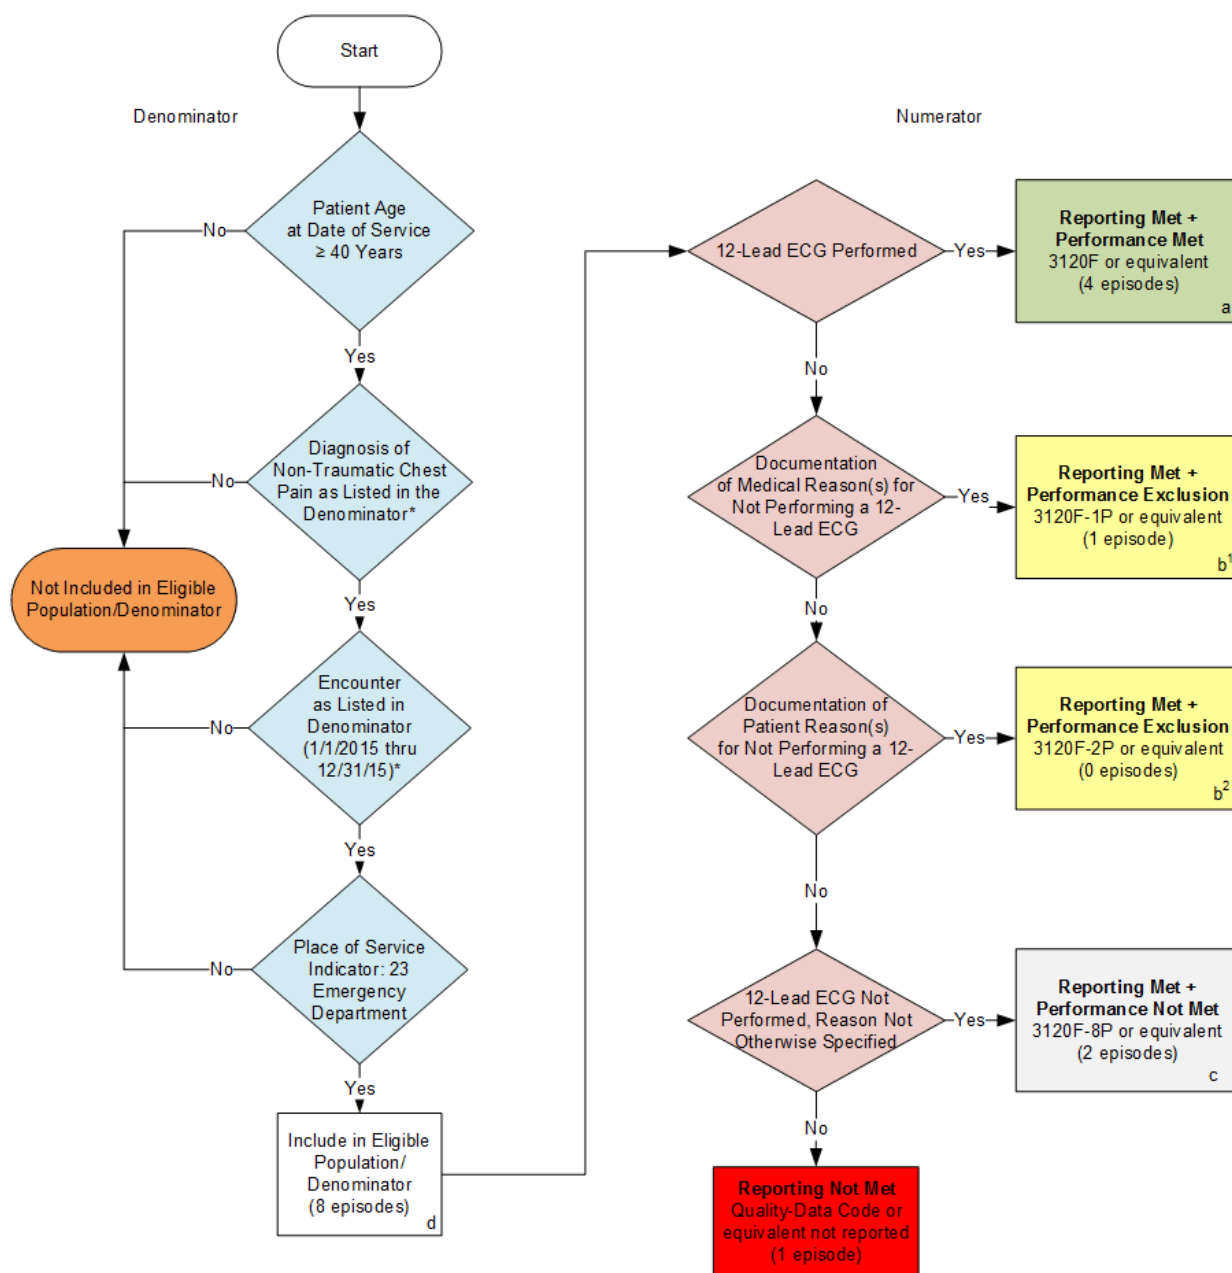 Start
Denominator
Patient Age
at Date of Service
≥ 40 Years
No
Yes
Diagnosis of
Non-Traumatic Chest
Pain as Listed in the
Denominator*
No
Not Included in Eligible
Population/Denominator
Yes
Encounter
as Listed in
Denominator
(1/1/2015 thru
12/31/15)*
No
Yes
Place of Service
Indicator: 23
Emergency
Department
No
Yes
Include in Eligible
Population/
Denominator
(8 episodes)
d
Numerator
12-Lead ECG Performed
Yes
Reporting Met +
Performance Met
3120F or equivalent
(4 episodes)
a
No
Documentation
of Medical Reason(s) for
Not Performing a 12-
Lead ECG
Yes
Reporting Met +
Performance Exclusion
3120F-1P or equivalent
(1 episode)
b¹
No
Documentation of
Patient Reason(s)
for Not Performing a 12-
Lead ECG
Yes
Reporting Met +
Performance Exclusion
3120F-2P or equivalent
(0 episodes)
b²
No
12-Lead ECG Not
Performed, Reason Not
Otherwise Specified
Yes
Reporting Met +
Performance Not Met
3120F-8P or equivalent
(2 episodes)
c
No
Reporting Not Met
Quality-Data Code or
equivalent not reported
(1 episode)